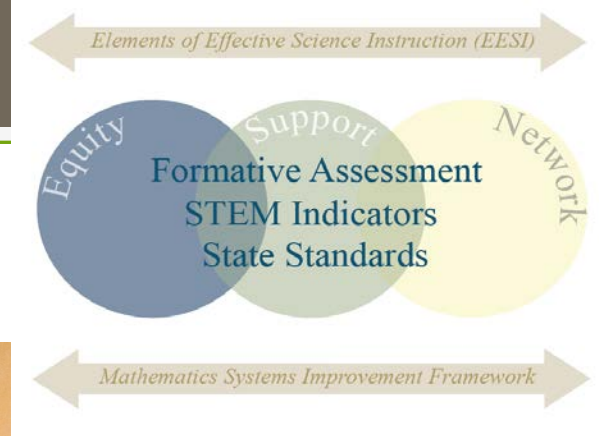 Elements of Effective Science Instruction (EESI)
Equity
Support
Network
Formative Assessment
STEM Indicators
State Standards
Mathematics Systems Improvement Framework